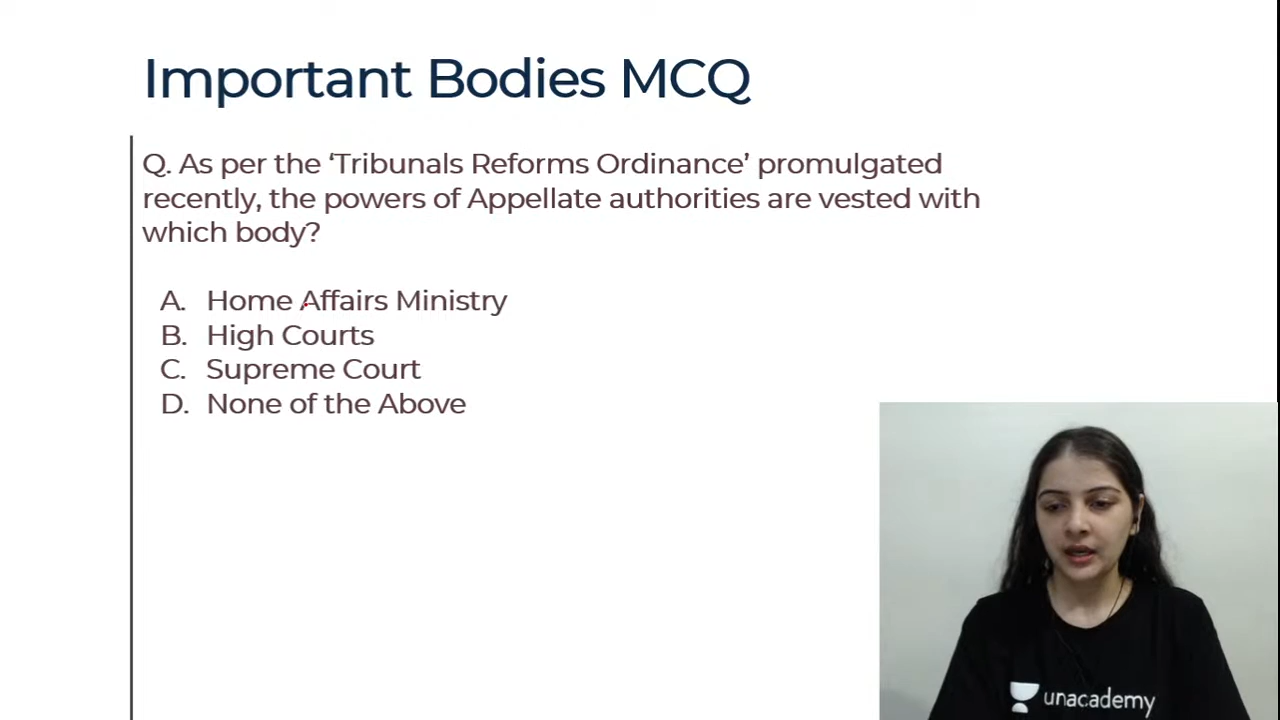 Important Bodies MCQ
Q. As per the ‘Tribunals Reforms Ordinance’ promulgated
recently, the powers of Appellate authorities are vested with
which body?
A. Home Affairs Ministry
B. High Courts
C. Supreme Court
D. None of the Above
unacademy